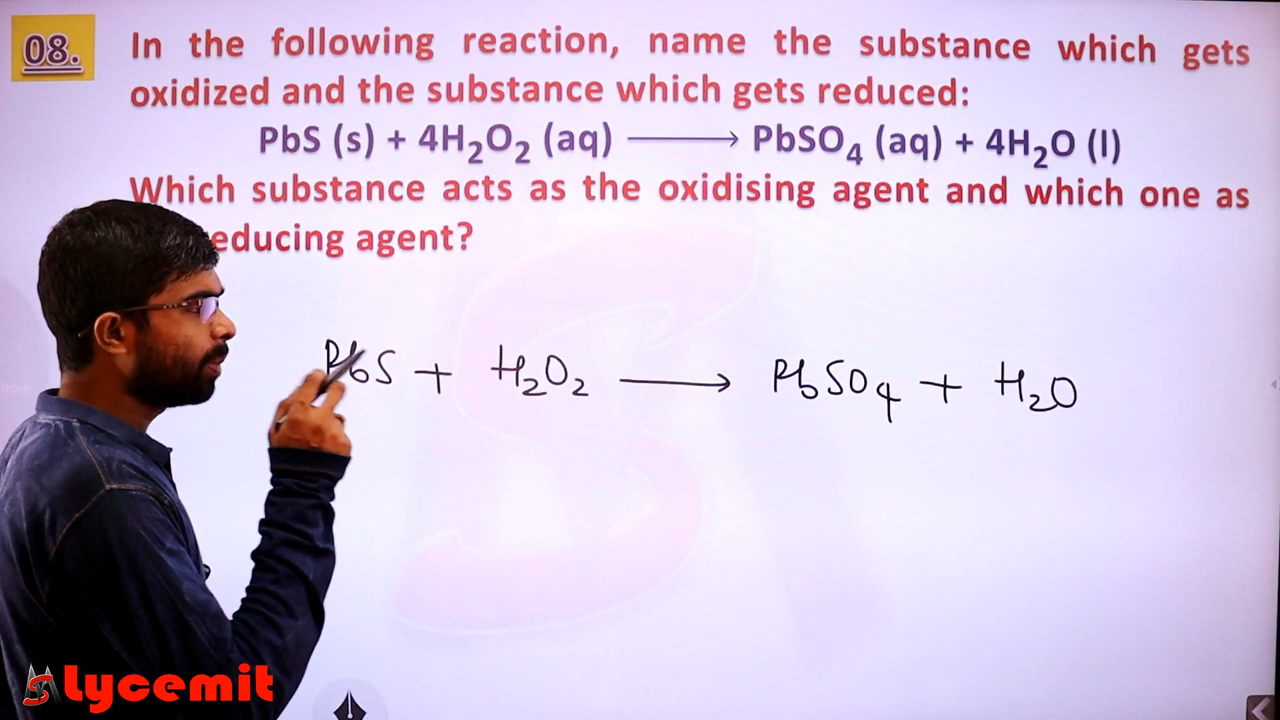 08.
In the following reaction, name the substance which gets
oxidized and the substance which gets reduced:
PbS (s) + 4H₂O₂ (aq) ⟶ PbSO₄ (aq) + 4H₂O (l)
Which substance acts as the oxidising agent and which one as
educing agent?
PbS + H₂O₂ ⟶ PbSO₄ + H₂O
lycemit